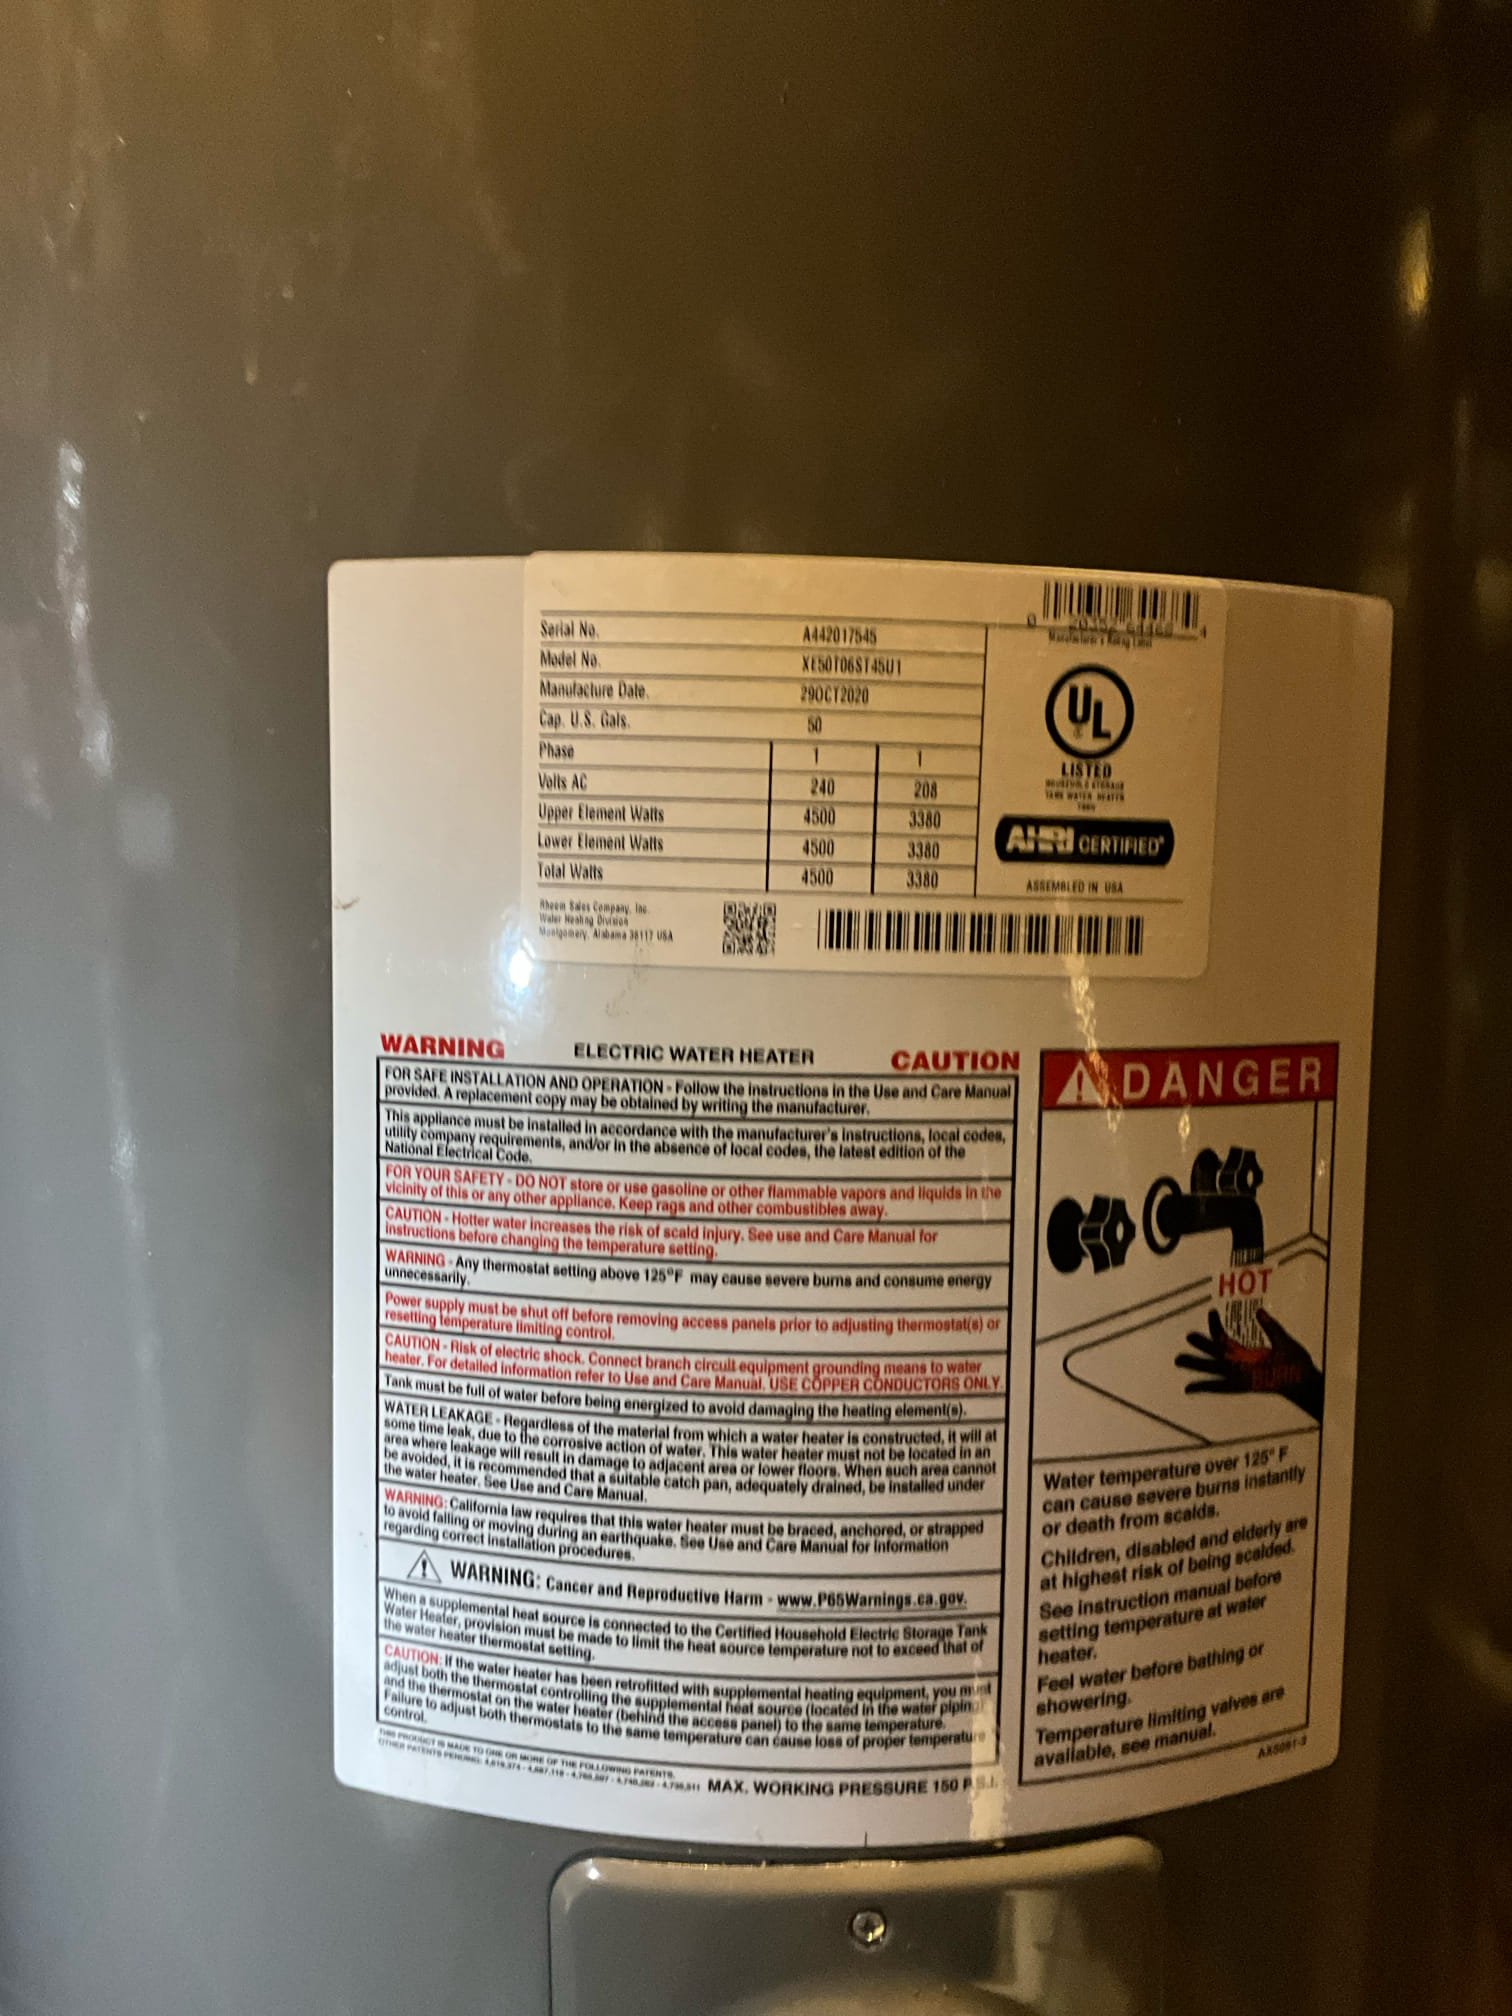 Serial No. A442017545
Model No. XE50T06ST45U1
Manufacture Date. 29OCT2020
Cap. U.S. Gals. 50
Phase 1 1
Volts AC 240 208
Upper Element Watts 4500 3380
Lower Element Watts 4500 3380
Total Watts 4500 3380
Rheem Sales Company, Inc.
Water Heating Division
Montgomery, Alabama 36117 USA
Manufacturer's Rating Label
UL
LISTED
HOUSEHOLD STORAGE
TANK WATER HEATER
AHRI CERTIFIED
ASSEMBLED IN USA
WARNING ELECTRIC WATER HEATER CAUTION
FOR SAFE INSTALLATION AND OPERATION - Follow the instructions in the Use and Care Manual
provided. A replacement copy may be obtained by writing the manufacturer.
This appliance must be installed in accordance with the manufacturer's instructions, local codes,
utility company requirements, and/or in the absence of local codes, the latest edition of the
National Electrical Code.
FOR YOUR SAFETY - DO NOT store or use gasoline or other flammable vapors and liquids in the
vicinity of this or any other appliance. Keep rags and other combustibles away.
CAUTION - Hotter water increases the risk of scald injury. See use and Care Manual for
instructions before changing the temperature setting.
WARNING - Any thermostat setting above 125°F may cause severe burns and consume energy
unnecessarily.
Power supply must be shut off before removing access panels prior to adjusting thermostat(s) or
resetting temperature limiting control.
CAUTION - Risk of electric shock. Connect branch circuit equipment grounding means to water
heater. For detailed information refer to Use and Care Manual. USE COPPER CONDUCTORS ONLY.
Tank must be full of water before being energized to avoid damaging the heating element(s).
WATER LEAKAGE - Regardless of the material from which a water heater is constructed, it will at
some time leak, due to the corrosive action of water. This water heater must not be located in an
area where leakage will result in damage to adjacent area or lower floors. When such area cannot
be avoided, it is recommended that a suitable catch pan, adequately drained, be installed under
the water heater. See Use and Care Manual.
WARNING: California law requires that this water heater must be braced, anchored, or strapped
to avoid falling or moving during an earthquake. See Use and Care Manual for information
regarding correct installation procedures.
WARNING: Cancer and Reproductive Harm - www.P65Warnings.ca.gov.
When a supplemental heat source is connected to the Certified Household Electric Storage Tank
Water Heater, provision must be made to limit the heat source temperature not to exceed that of
the water heater thermostat setting.
CAUTION: If the water heater has been retrofitted with supplemental heating equipment, you must
adjust both the thermostat controlling the supplemental heat source (located in the water piping)
and the thermostat on the water heater (behind the access panel) to the same temperature.
Failure to adjust both thermostats to the same temperature can cause loss of proper temperature
control.
THIS PRODUCT IS MADE TO ONE OR MORE OF THE FOLLOWING PATENTS.
OTHER PATENTS PENDING:
MAX. WORKING PRESSURE 150 P.S.I.
DANGER
HOT
BURN
Water temperature over 125° F
can cause severe burns instantly
or death from scalds.
Children, disabled and elderly are
at highest risk of being scalded.
See instruction manual before
setting temperature at water
heater.
Feel water before bathing or
showering.
Temperature limiting valves are
available, see manual.
AX5091-3